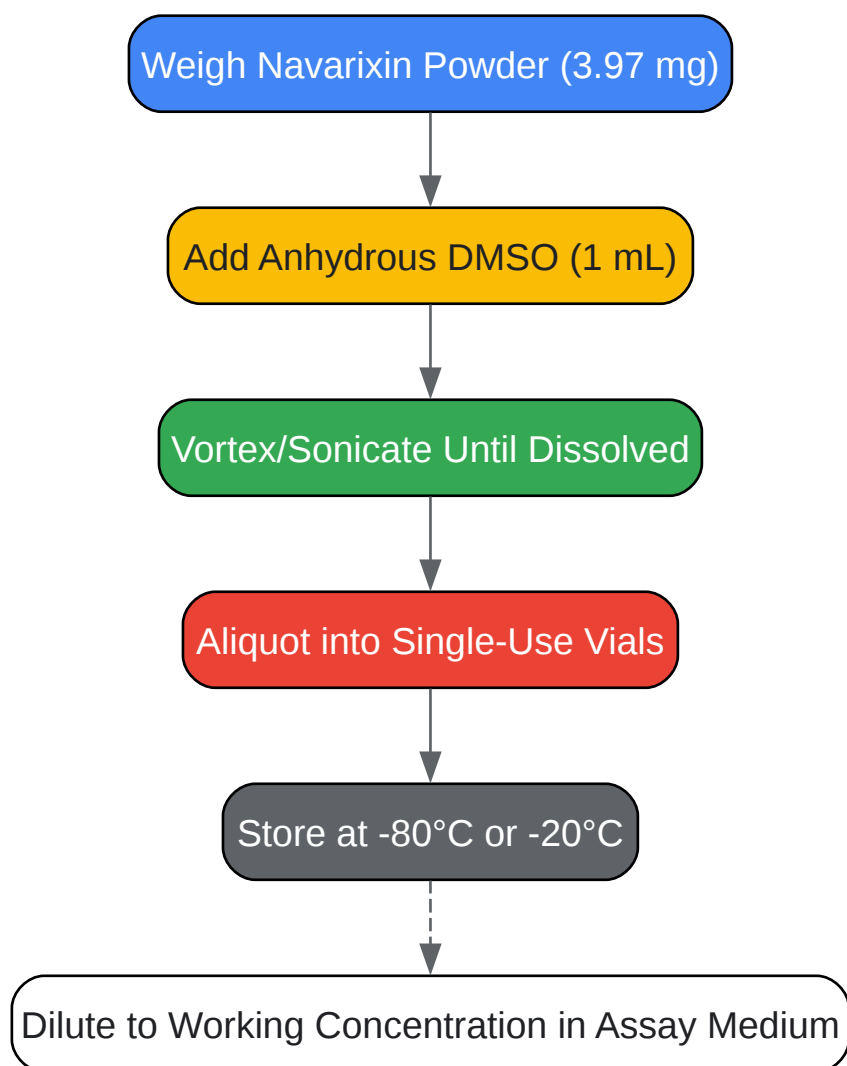 Weigh Navarixin Powder (3.97 mg)
Add Anhydrous DMSO (1 mL)
Vortex/Sonicate Until Dissolved
Aliquot into Single-Use Vials
Store at -80°C or -20°C
Dilute to Working Concentration in Assay Medium